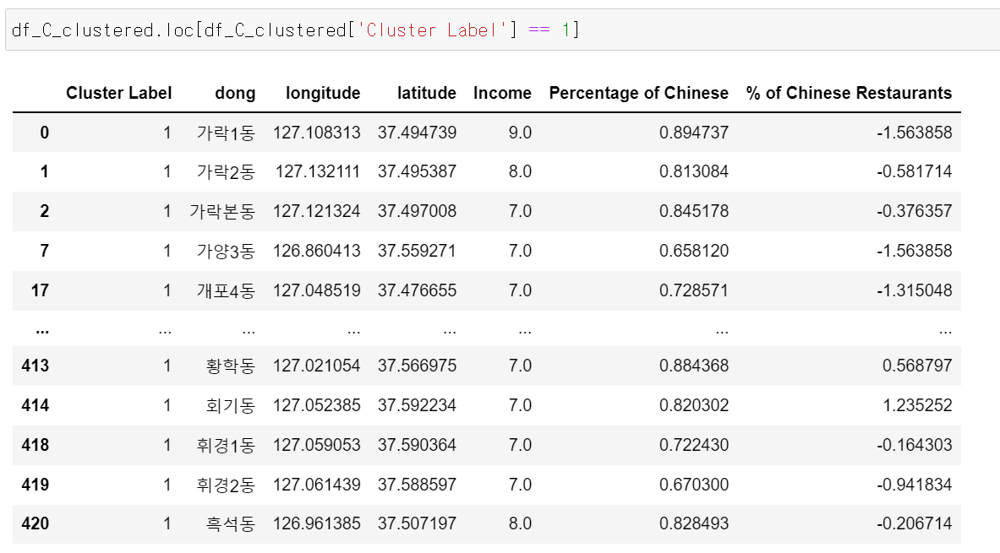 df_C_clustered.loc[df_C_clustered['Cluster Label'] == 1]
Cluster Label dong longitude latitude Income Percentage of Chinese % of Chinese Restaurants
0 1 가락1동 127.108313 37.494739 9.0 0.894737 -1.563858
1 1 가락2동 127.132111 37.495387 8.0 0.813084 -0.581714
2 1 가락본동 127.121324 37.497008 7.0 0.845178 -0.376357
7 1 가양3동 126.860413 37.559271 7.0 0.658120 -1.563858
17 1 개포4동 127.048519 37.476655 7.0 0.728571 -1.315048
... ... ... ... ... ... ... ...
413 1 황학동 127.021054 37.566975 7.0 0.884368 0.568797
414 1 회기동 127.052385 37.592234 7.0 0.820302 1.235252
418 1 휘경1동 127.059053 37.590364 7.0 0.722430 -0.164303
419 1 휘경2동 127.061439 37.588597 7.0 0.670300 -0.941834
420 1 흑석동 126.961385 37.507197 8.0 0.828493 -0.206714